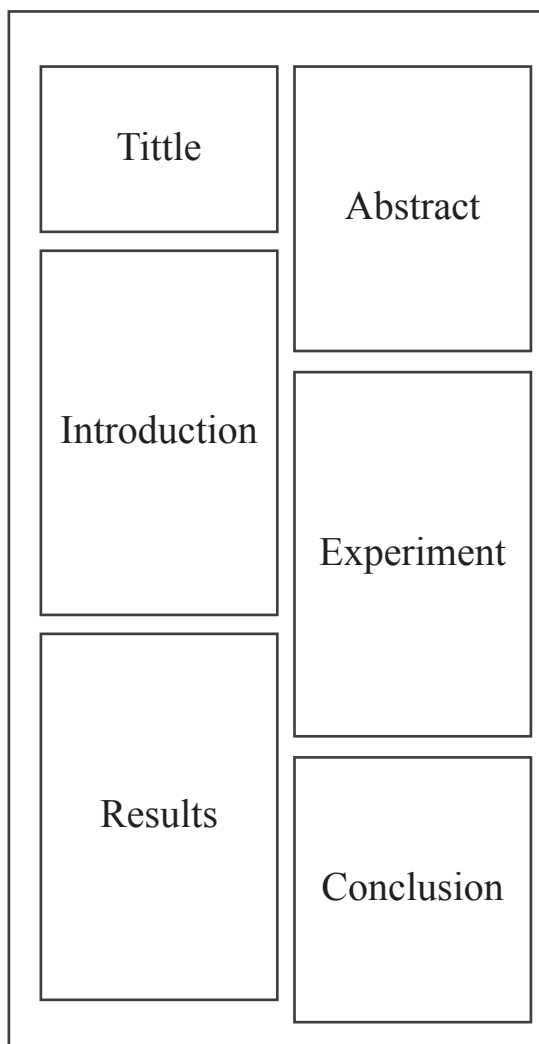 Tittle
Abstract
Introduction
Experiment
Results
Conclusion